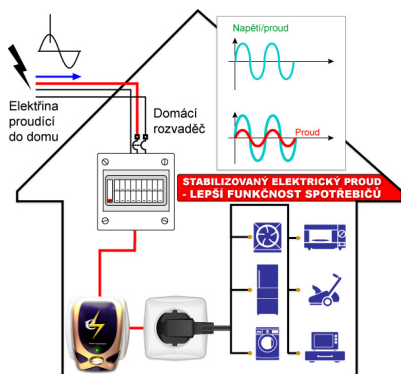 Napětí/proud
Elektřina
proudící
do domu
Domácí
rozvaděč
Proud
STABILIZOVANÝ ELEKTRICKÝ PROUD
- LEPŠÍ FUNKČNOST SPOTŘEBIČŮ